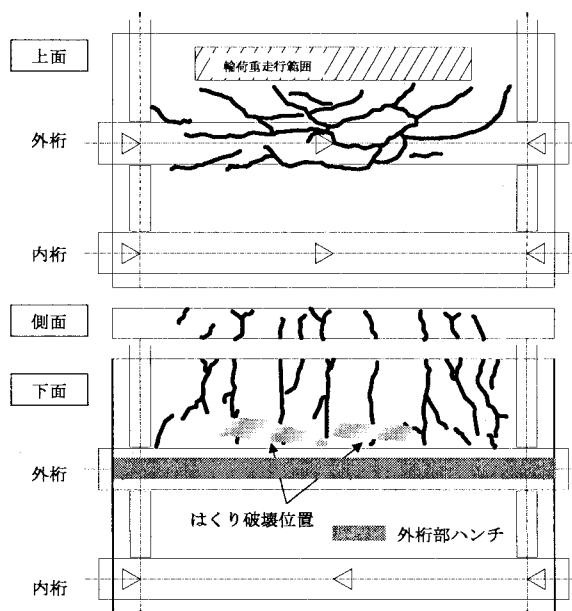 上面
輪荷重走行範囲
外桁
内桁
側面
下面
外桁
はくり破壊位置
外桁部ハンチ
内桁